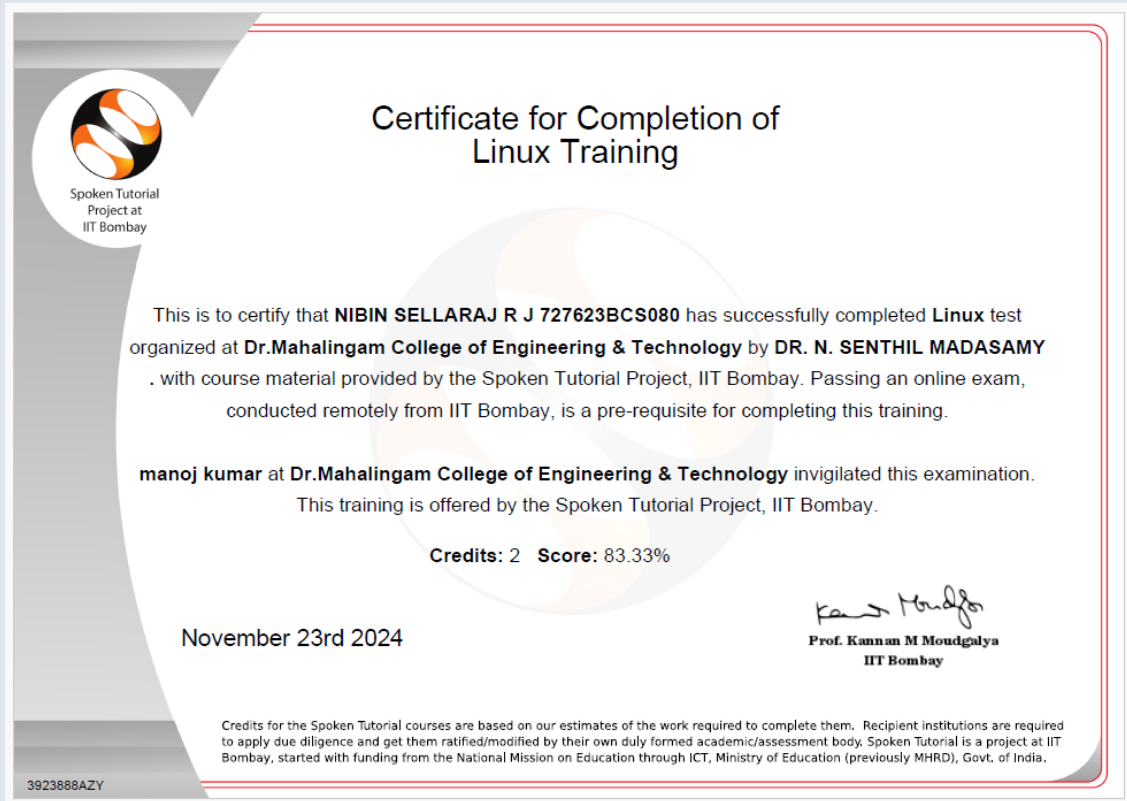 Spoken Tutorial
Project at
IIT Bombay
Certificate for Completion of
Linux Training
This is to certify that NIBIN SELLARAJ R J 727623BCS080 has successfully completed Linux test
organized at Dr.Mahalingam College of Engineering & Technology by DR. N. SENTHIL MADASAMY
. with course material provided by the Spoken Tutorial Project, IIT Bombay. Passing an online exam,
conducted remotely from IIT Bombay, is a pre-requisite for completing this training.
manoj kumar at Dr.Mahalingam College of Engineering & Technology invigilated this examination.
This training is offered by the Spoken Tutorial Project, IIT Bombay.
Credits: 2 Score: 83.33%
November 23rd 2024
Prof. Kannan M Moudgalya
IIT Bombay
Credits for the Spoken Tutorial courses are based on our estimates of the work required to complete them. Recipient institutions are required
to apply due diligence and get them ratified/modified by their own duly formed academic/assessment body. Spoken Tutorial is a project at IIT
Bombay, started with funding from the National Mission on Education through ICT, Ministry of Education (previously MHRD), Govt. of India.
3923888AZY